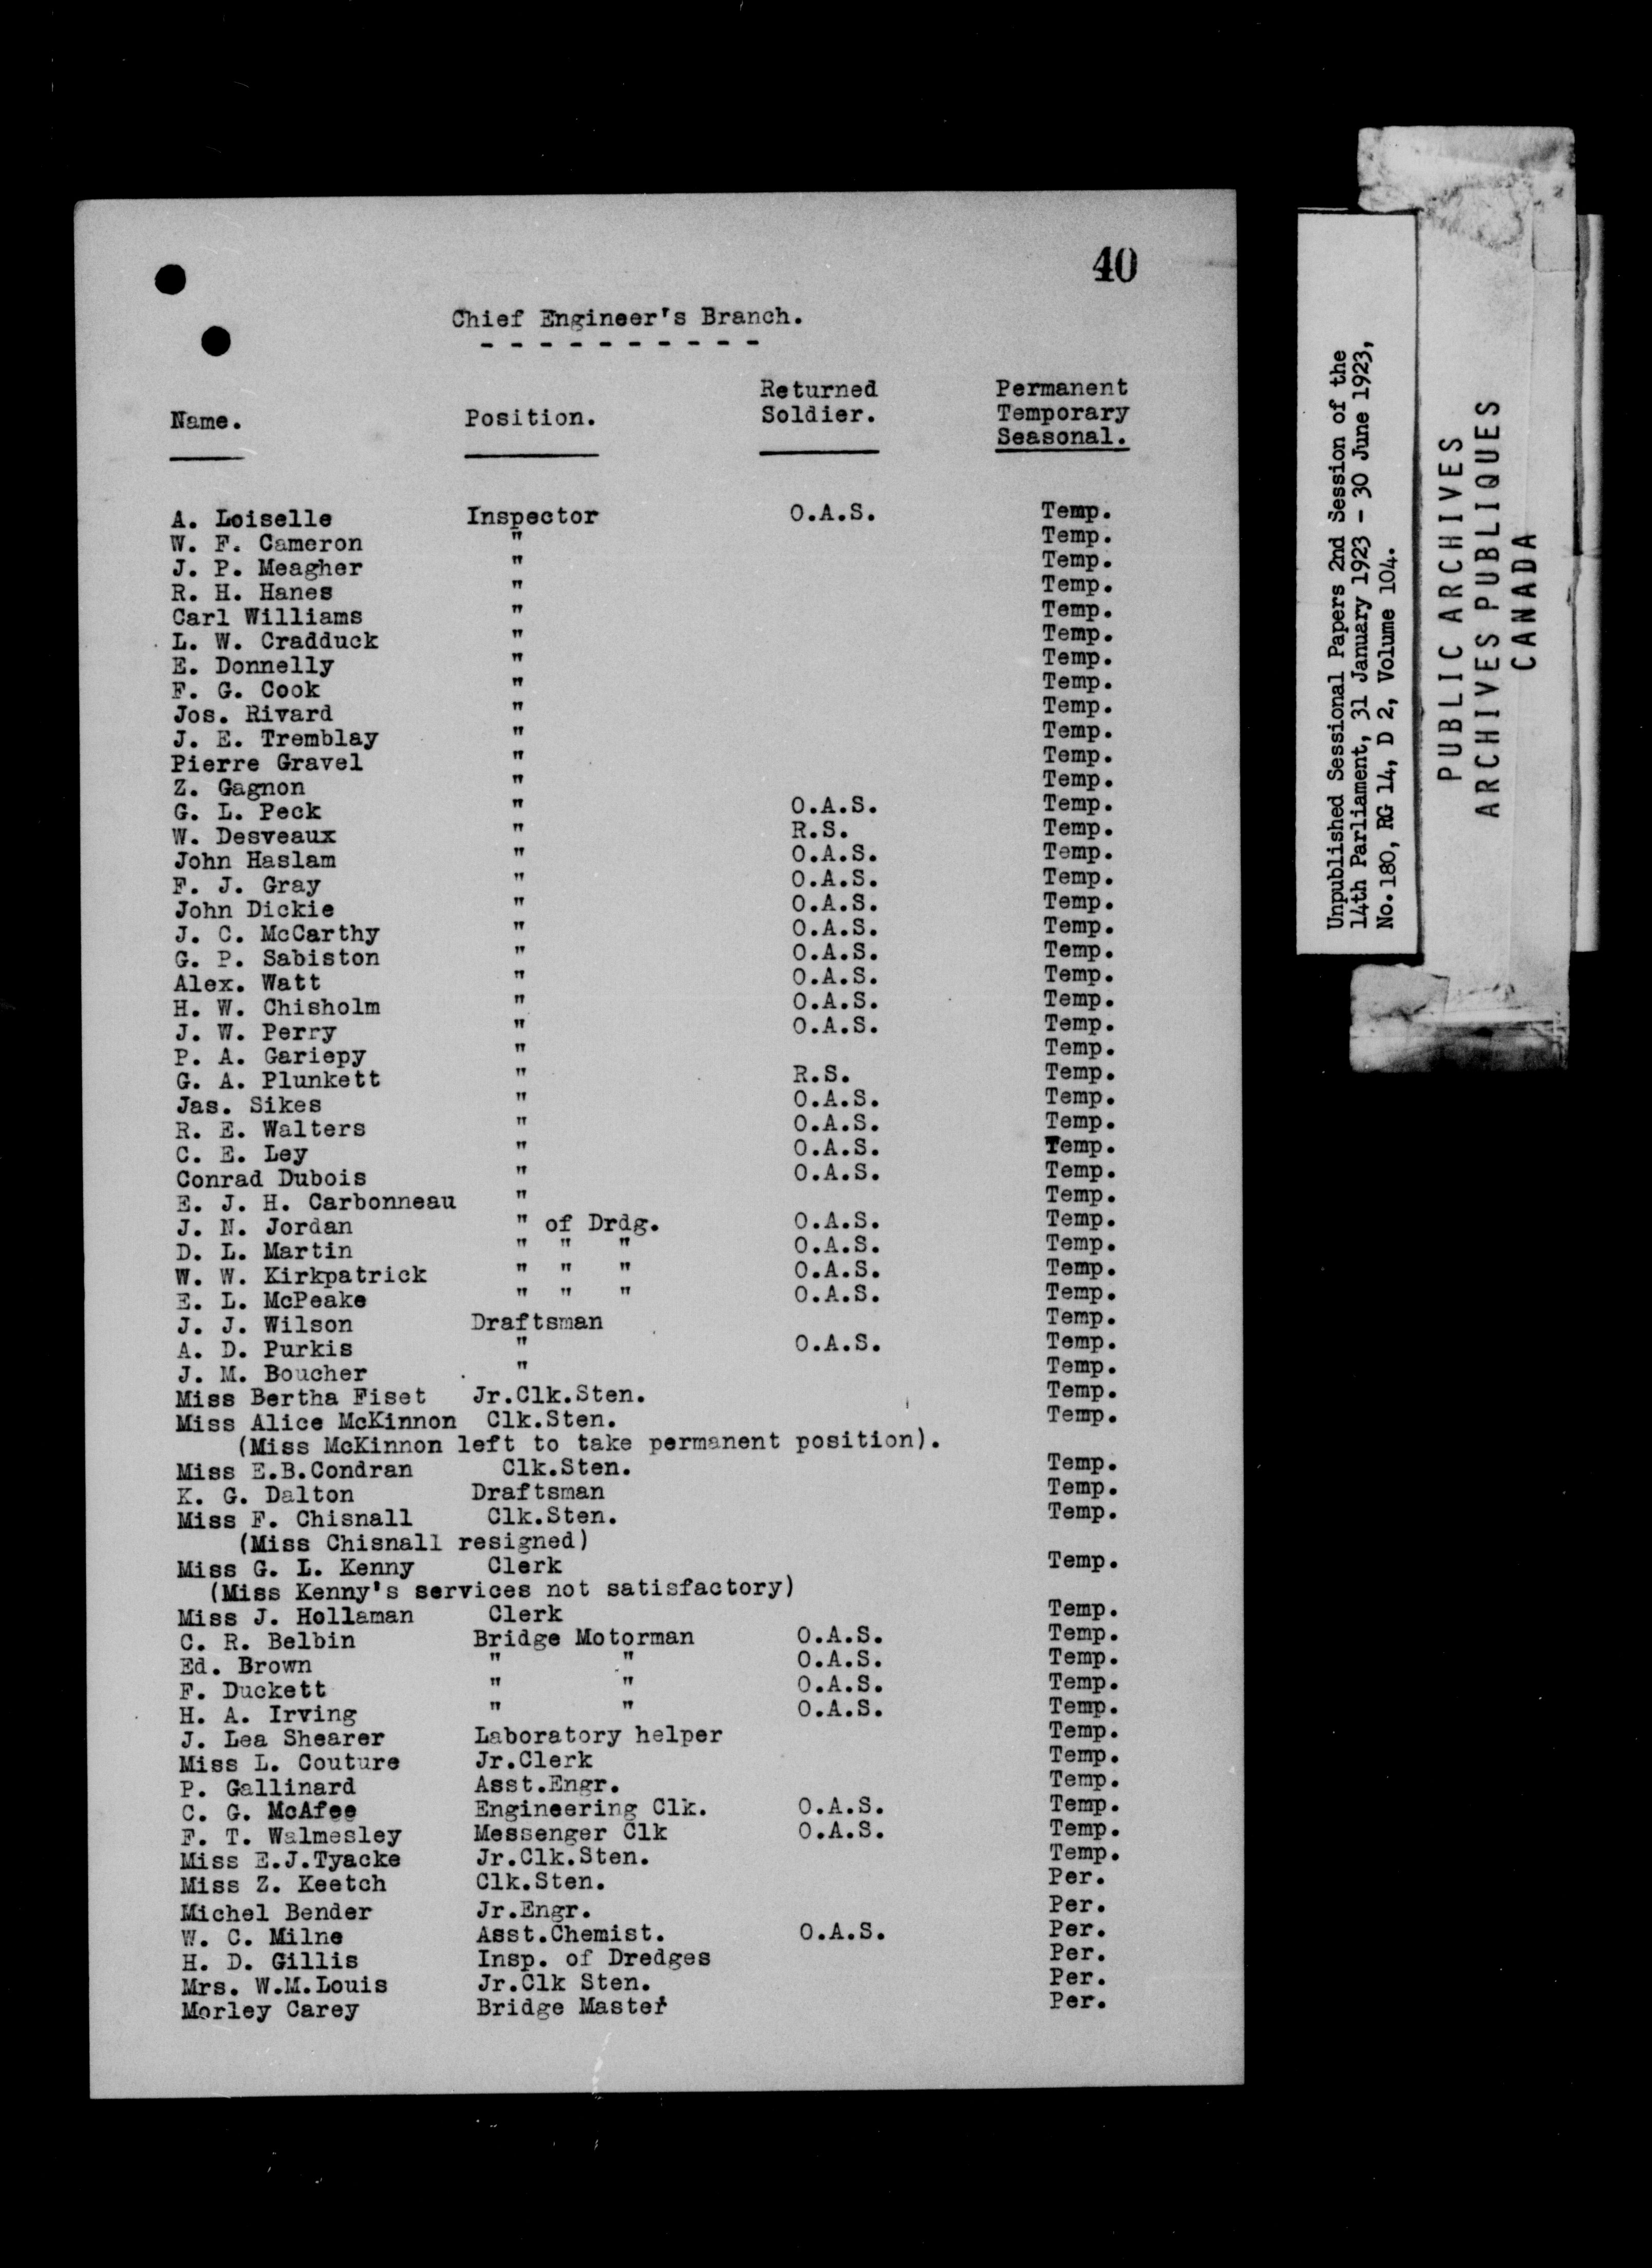 40
Chief Engineer's Branch.
- - - - - - - - - -
Returned Permanent
Name. Position. Soldier. Temporary
Seasonal.
A. Loiselle Inspector O.A.S. Temp.
W. F. Cameron " Temp.
J. P. Meagher " Temp.
R. H. Hanes " Temp.
Carl Williams " Temp.
L. W. Cradduck " Temp.
E. Donnelly " Temp.
F. G. Cook " Temp.
Jos. Rivard " Temp.
J. E. Tremblay " Temp.
Pierre Gravel " Temp.
Z. Gagnon " Temp.
G. L. Peck " O.A.S. Temp.
W. Desveaux " R.S. Temp.
John Haslam " O.A.S. Temp.
F. J. Gray " O.A.S. Temp.
John Dickie " O.A.S. Temp.
J. C. McCarthy " O.A.S. Temp.
G. P. Sabiston " O.A.S. Temp.
Alex. Watt " O.A.S. Temp.
H. W. Chisholm " O.A.S. Temp.
J. W. Perry " O.A.S. Temp.
P. A. Gariepy " Temp.
G. A. Plunkett " R.S. Temp.
Jas. Sikes " O.A.S. Temp.
R. E. Walters " O.A.S. Temp.
C. E. Ley " O.A.S. Temp.
Conrad Dubois " O.A.S. Temp.
E. J. H. Carbonneau " Temp.
J. N. Jordan " of Drdg. O.A.S. Temp.
D. L. Martin " " " O.A.S. Temp.
W. W. Kirkpatrick " " " O.A.S. Temp.
E. L. McPeake " " " O.A.S. Temp.
J. J. Wilson Draftsman Temp.
A. D. Purkis " O.A.S. Temp.
J. M. Boucher " Temp.
Miss Bertha Fiset Jr.Clk.Sten. Temp.
Miss Alice McKinnon Clk.Sten. Temp.
(Miss McKinnon left to take permanent position).
Miss E.B.Condran Clk.Sten. Temp.
K. G. Dalton Draftsman Temp.
Miss F. Chisnall Clk.Sten. Temp.
(Miss Chisnall resigned)
Miss G. L. Kenny Clerk Temp.
(Miss Kenny's services not satisfactory)
Miss J. Hollaman Clerk Temp.
C. R. Belbin Bridge Motorman O.A.S. Temp.
Ed. Brown " " O.A.S. Temp.
F. Duckett " " O.A.S. Temp.
H. A. Irving " " O.A.S. Temp.
J. Lea Shearer Laboratory helper Temp.
Miss L. Couture Jr.Clerk Temp.
P. Gallinard Asst.Engr. Temp.
C. G. McAfee Engineering Clk. O.A.S. Temp.
F. T. Walmesley Messenger Clk O.A.S. Temp.
Miss E.J.Tyacke Jr.Clk.Sten. Temp.
Miss Z. Keetch Clk.Sten. Per.
Michel Bender Jr.Engr. Per.
W. C. Milne Asst.Chemist. O.A.S. Per.
H. D. Gillis Insp. of Dredges Per.
Mrs. W.M.Louis Jr.Clk Sten. Per.
Morley Carey Bridge Master Per.
Unpublished Sessional Papers 2nd Session of the
14th Parliament, 31 January 1923 - 30 June 1923,
No.180, RG 14, D 2, Volume 104.
PUBLIC ARCHIVES
ARCHIVES PUBLIQUES
CANADA